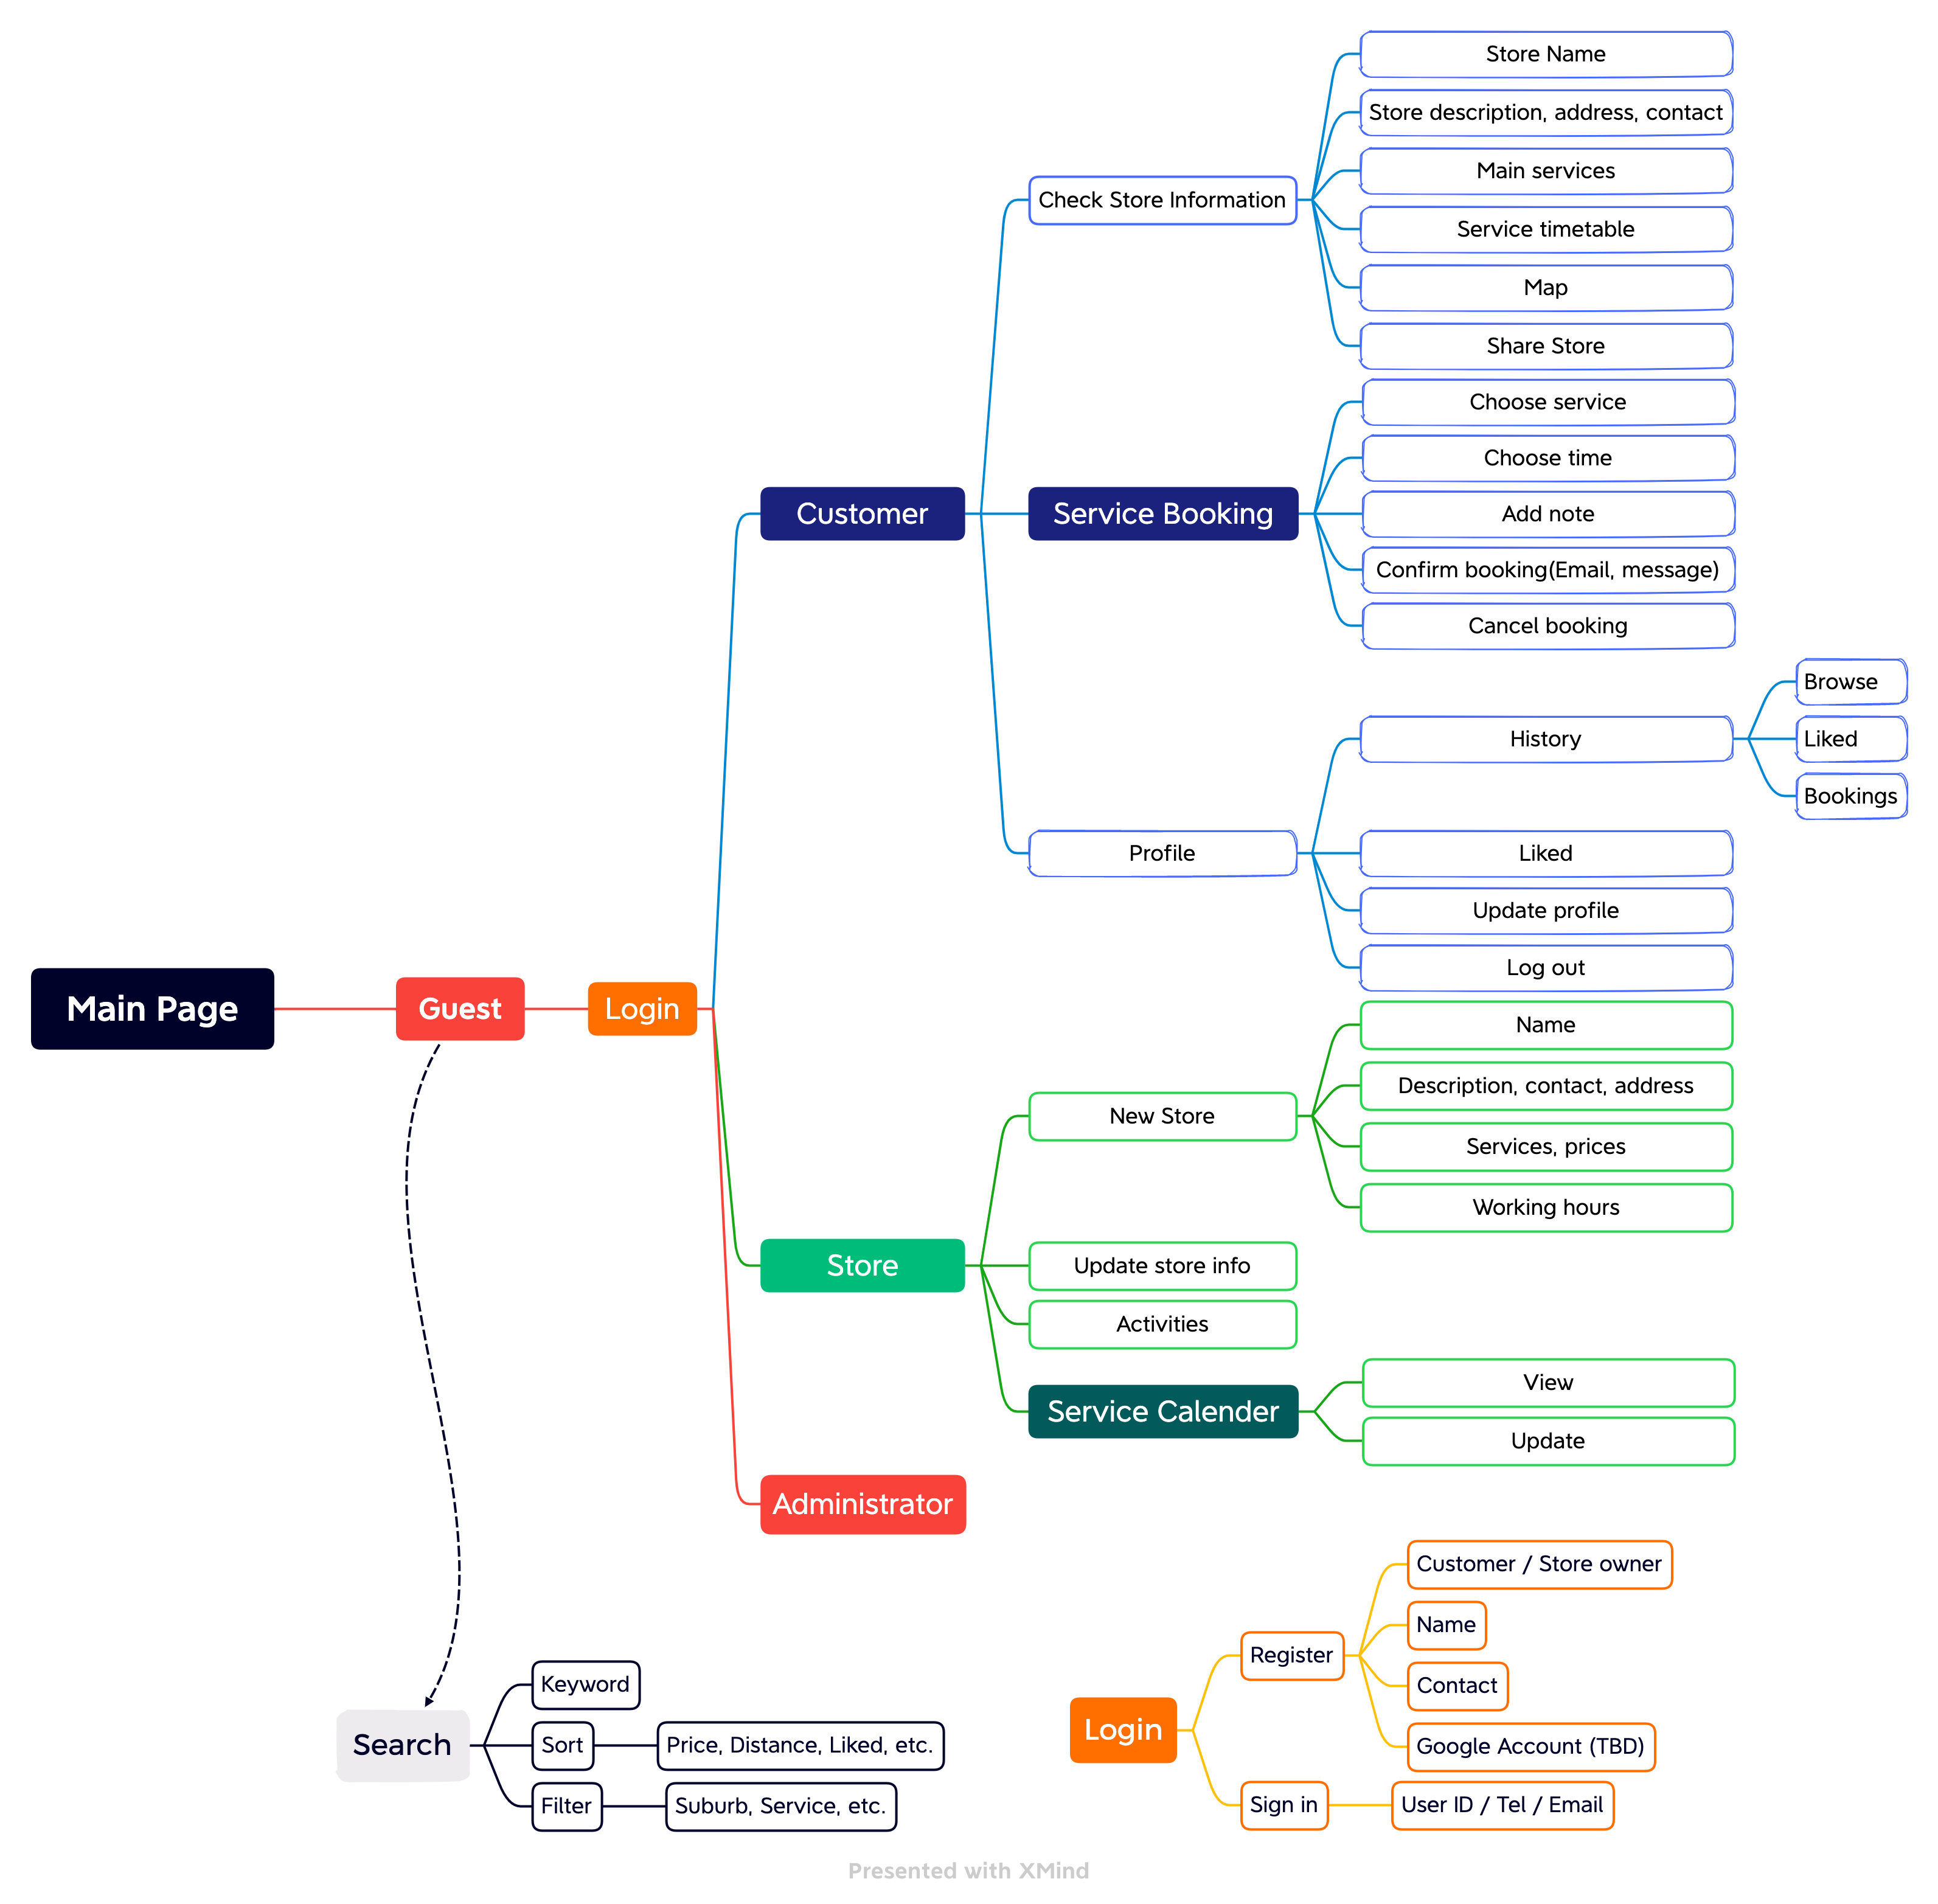 Main Page
Guest
Login
Customer
Check Store Information
Store Name
Store description, address, contact
Main services
Service timetable
Map
Share Store
Service Booking
Choose service
Choose time
Add note
Confirm booking(Email, message)
Cancel booking
Profile
History
Browse
Liked
Bookings
Liked
Update profile
Log out
Store
New Store
Name
Description, contact, address
Services, prices
Working hours
Update store info
Activities
Service Calender
View
Update
Administrator
Search
Keyword
Sort
Price, Distance, Liked, etc.
Filter
Suburb, Service, etc.
Login
Register
Customer / Store owner
Name
Contact
Google Account (TBD)
Sign in
User ID / Tel / Email
Presented with XMind